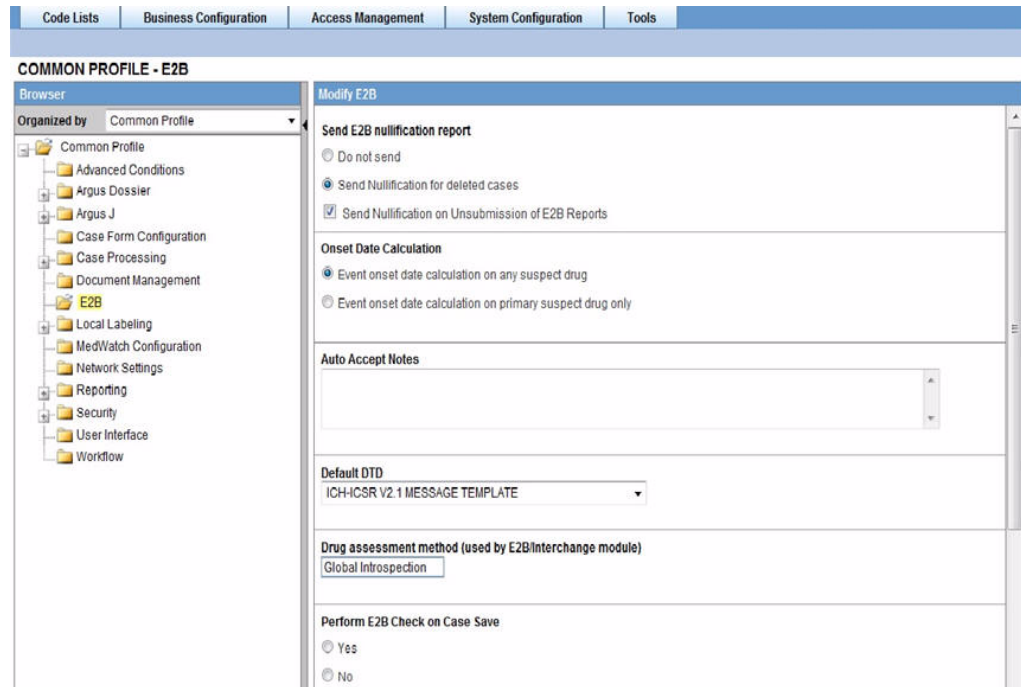 Code Lists Business Configuration Access Management System Configuration Tools
COMMON PROFILE - E2B
Browser
Organized by Common Profile
Common Profile
Advanced Conditions
Argus Dossier
Argus J
Case Form Configuration
Case Processing
Document Management
E2B
Local Labeling
MedWatch Configuration
Network Settings
Reporting
Security
User Interface
Workflow
Modify E2B
Send E2B nullification report
Do not send
Send Nullification for deleted cases
Send Nullification on Unsubmission of E2B Reports
Onset Date Calculation
Event onset date calculation on any suspect drug
Event onset date calculation on primary suspect drug only
Auto Accept Notes
Default DTD
ICH-ICSR V2.1 MESSAGE TEMPLATE
Drug assessment method (used by E2B/Interchange module)
Global Introspection
Perform E2B Check on Case Save
Yes
No